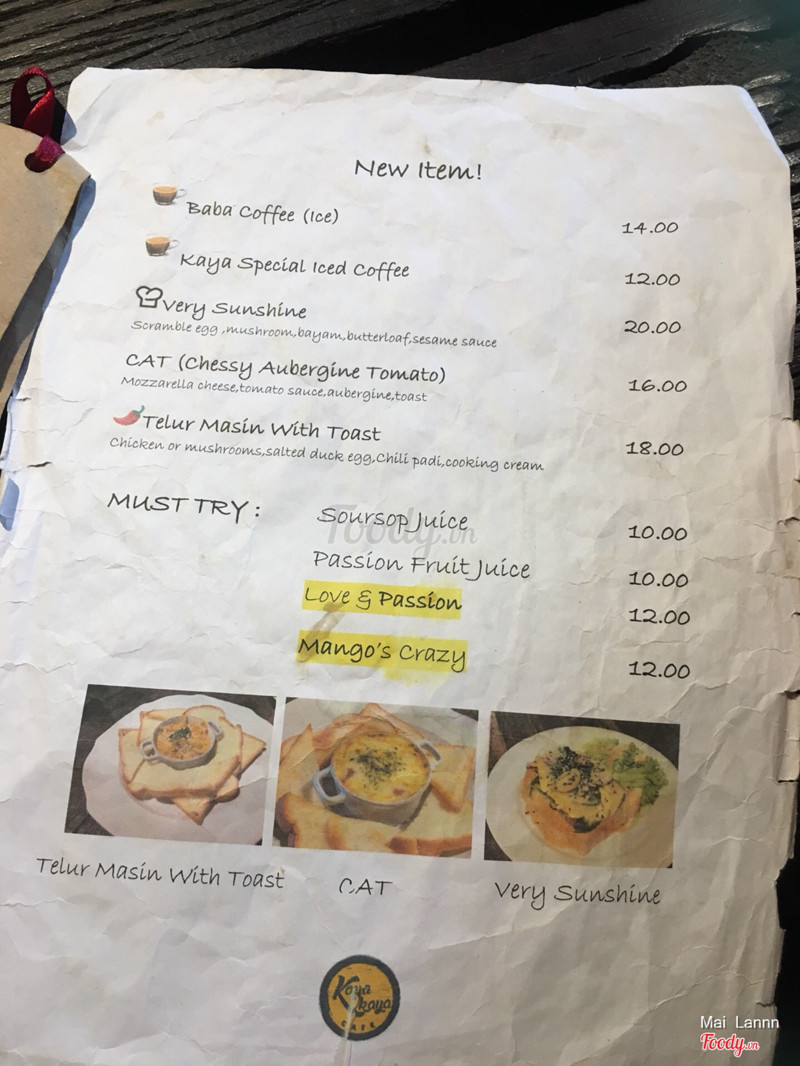 New Item!
Baba Coffee (Ice) 14.00
Kaya Special Iced Coffee 12.00
Very Sunshine 20.00
Scramble egg ,mushroom,bayam,butterloaf,sesame sauce
CAT (Chessy Aubergine Tomato) 16.00
Mozzarella cheese,tomato sauce,aubergine,toast
Telur Masin With Toast 18.00
Chicken or mushrooms,salted duck egg,Chili padi,cooking cream
MUST TRY : Soursop Juice 10.00
Passion Fruit Juice 10.00
Love & Passion 12.00
Mango's Crazy 12.00
Foody.vn
Telur Masin With Toast CAT Very Sunshine
Koya
kaya
CAFE
Mai Lannn
Foody.vn